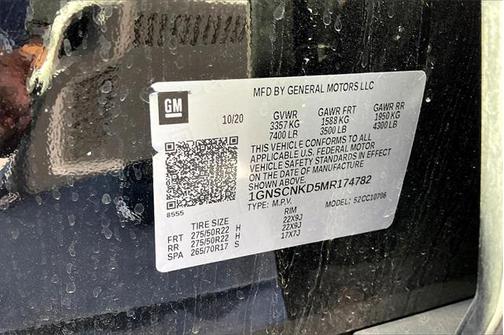 MFD BY GENERAL MOTORS LLC
GM
10/20
GVWR GAWR FRT GAWR RR
3357 KG 1588 KG 1950 KG
7400 LB 3500 LB 4300 LB
THIS VEHICLE CONFORMS TO ALL
APPLICABLE U.S. FEDERAL MOTOR
VEHICLE SAFETY STANDARDS IN EFFECT
ON THE DATE OF MANUFACTURE
1GNSCNKD5MR174782
8555
TYPE: M.P.V. MODEL: 52CC10706
TIRE SIZE RIM
FRT 275/50R22 H 22X9J
RR 275/50R22 H 22X9J
SPA 265/70R17 S 17X7J